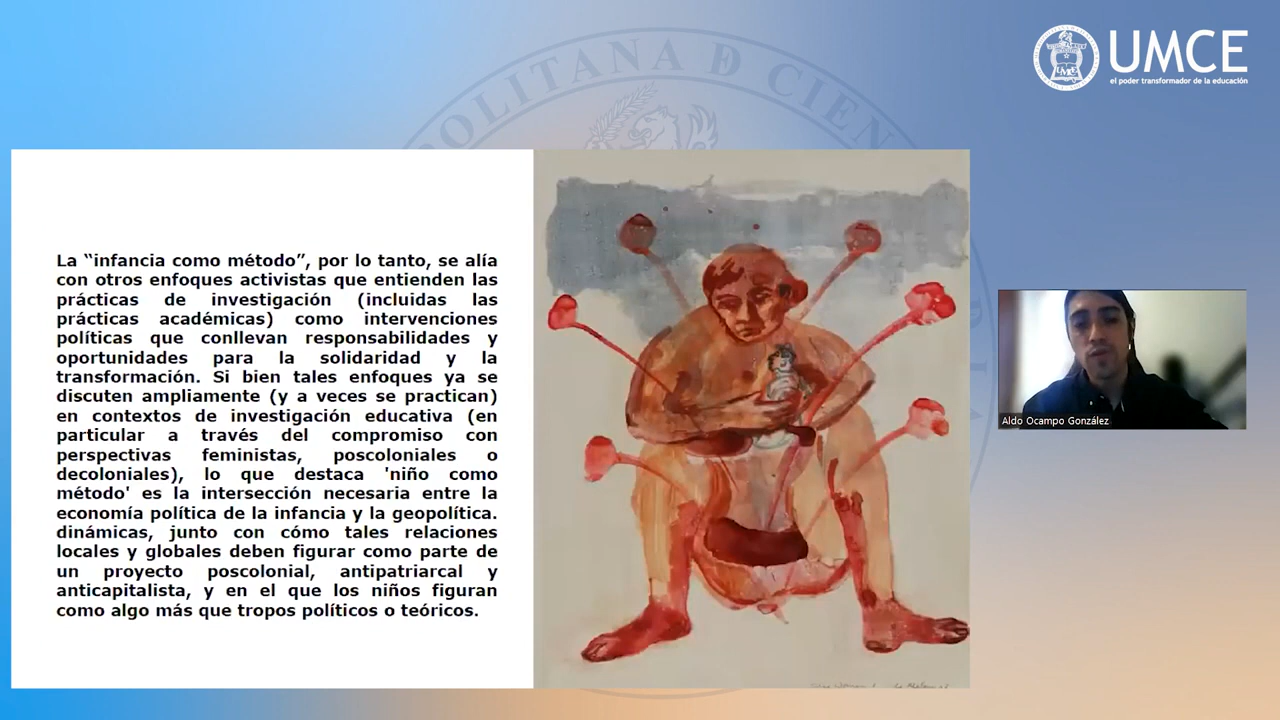 POLITANA Ð CIEN
UMCE
el poder transformador de la educación
La “infancia como método”, por lo tanto, se alía
con otros enfoques activistas que entienden las
prácticas de investigación (incluidas las
prácticas académicas) como intervenciones
políticas que conllevan responsabilidades y
oportunidades para la solidaridad y la
transformación. Si bien tales enfoques ya se
discuten ampliamente (y a veces se practican)
en contextos de investigación educativa (en
particular a través del compromiso con
perspectivas feministas, poscoloniales o
decoloniales), lo que destaca 'niño como
método' es la intersección necesaria entre la
economía política de la infancia y la geopolítica.
dinámicas, junto con cómo tales relaciones
locales y globales deben figurar como parte de
un proyecto poscolonial, antipatriarcal y
anticapitalista, y en el que los niños figuran
como algo más que tropos políticos o teóricos.
Aldo Ocampo González